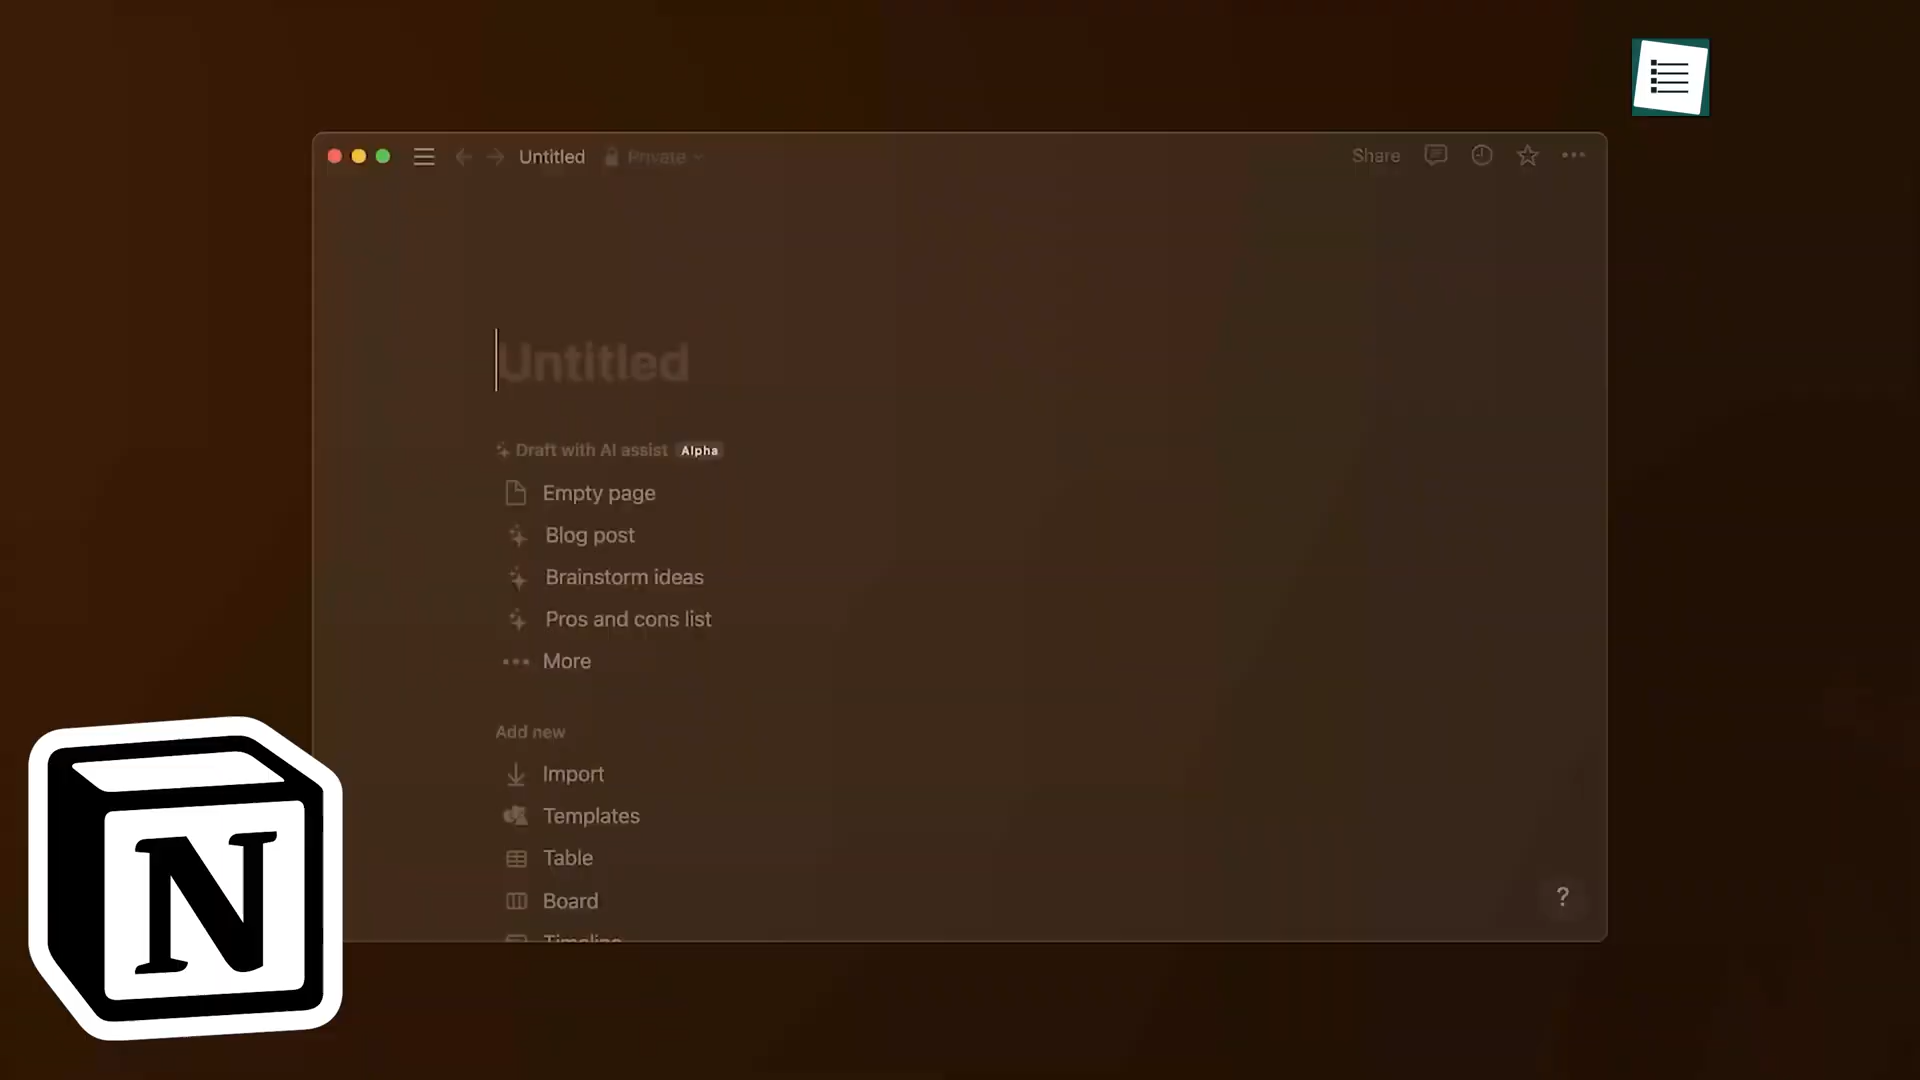 Untitled
Private
Share
Untitled
Draft with AI assist Alpha
Empty page
Blog post
Brainstorm ideas
Pros and cons list
More
Add new
Import
Templates
Table
Board
Timeline
?
N